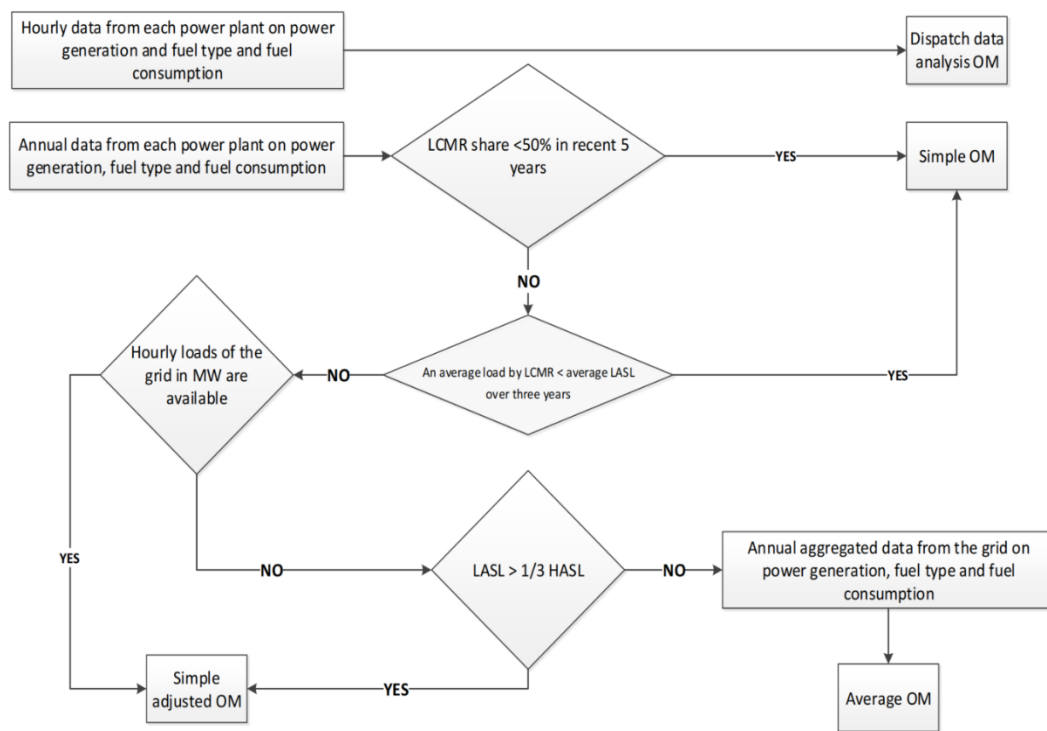 Hourly data from each power plant on power
generation and fuel type and fuel
consumption
Dispatch data
analysis OM
Annual data from each power plant on power
generation, fuel type and fuel consumption
LCMR share <50% in recent 5
years
YES
Simple OM
NO
Hourly loads of the
grid in MW are
available
NO
An average load by LCMR < average LASL
over three years
YES
YES
NO
LASL > 1/3 HASL
NO
Annual aggregated data from the grid on
power generation, fuel type and fuel
consumption
Simple
adjusted OM
YES
Average OM